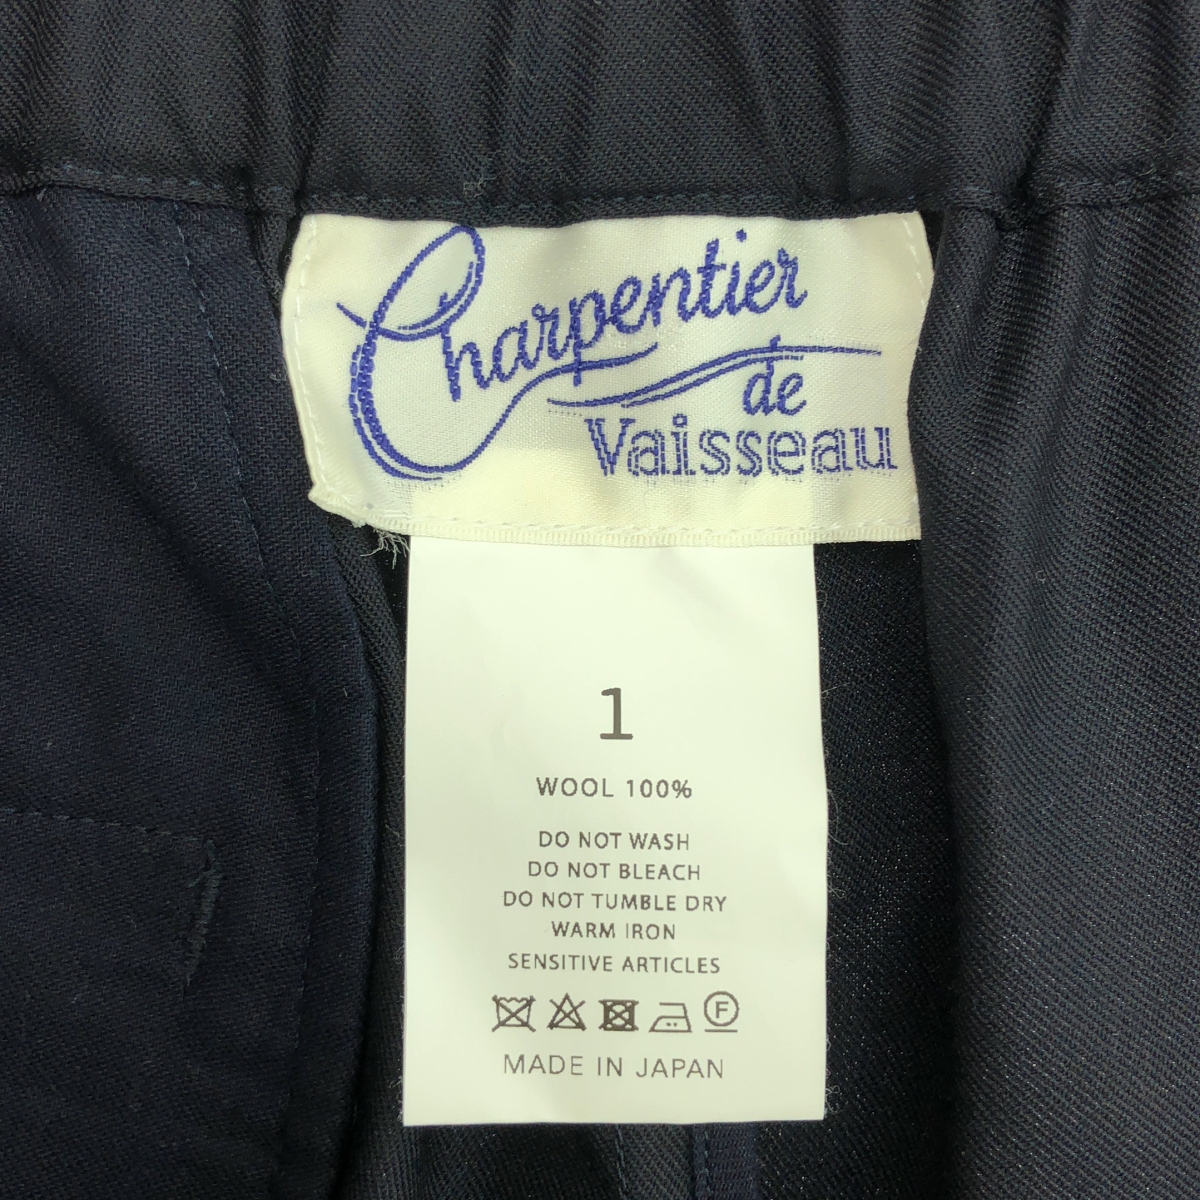 Charpentier
de
Vaisseau
1
WOOL 100%
DO NOT WASH
DO NOT BLEACH
DO NOT TUMBLE DRY
WARM IRON
SENSITIVE ARTICLES
F
MADE IN JAPAN